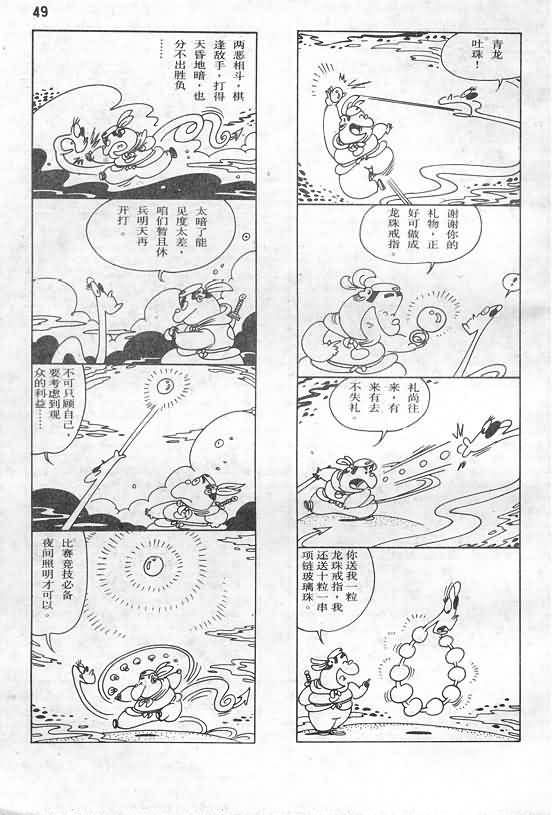 49
青龙
吐珠！
谢谢你的
礼物，正
好可做成
龙珠戒指。
！
礼尚往
来，有
来有去
不失礼。
你送我一粒
龙珠戒指，我
还送十粒一串
项链玻璃珠。
两恶相斗，棋
逢敌手，打得
天昏地暗，也
分不出胜负
……
太暗了能
见度太差，
咱们暂且休
兵明天再
开打。
不可只顾自己，
要考虑到观
众的利益……
比赛竞技必备
夜间照明才可以。